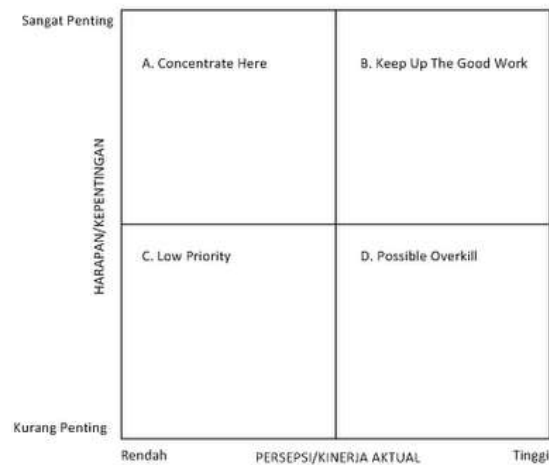 Sangat Penting
A. Concentrate Here
B. Keep Up The Good Work
HARAPAN/KEPENTINGAN
C. Low Priority
D. Possible Overkill
Kurang Penting
Rendah
PERSEPSI/KINERJA AKTUAL
Tinggi